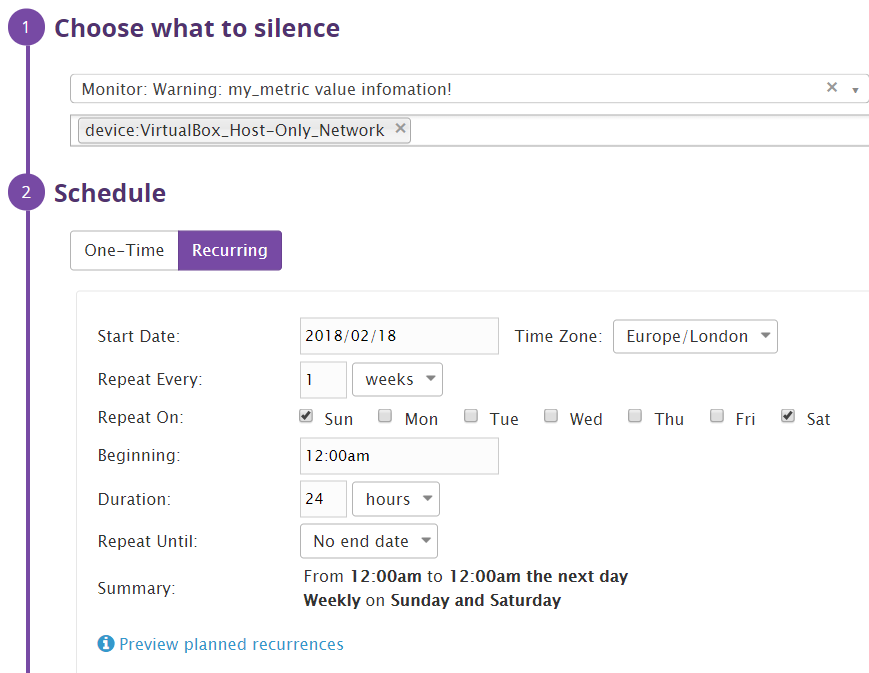 1 Choose what to silence
Monitor: Warning: my_metric value infomation!
device:VirtualBox_Host-Only_Network
2 Schedule
One-Time Recurring
Start Date: 2018/02/18 Time Zone: Europe/London
Repeat Every: 1 weeks
Repeat On: Sun Mon Tue Wed Thu Fri Sat
Beginning: 12:00am
Duration: 24 hours
Repeat Until: No end date
Summary: From 12:00am to 12:00am the next day
Weekly on Sunday and Saturday
Preview planned recurrences